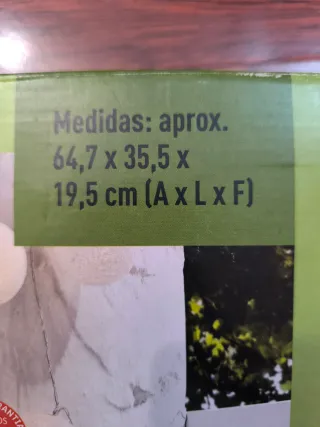 Medidas: aprox.
64,7 x 35,5 x
19,5 cm (A x L x F)